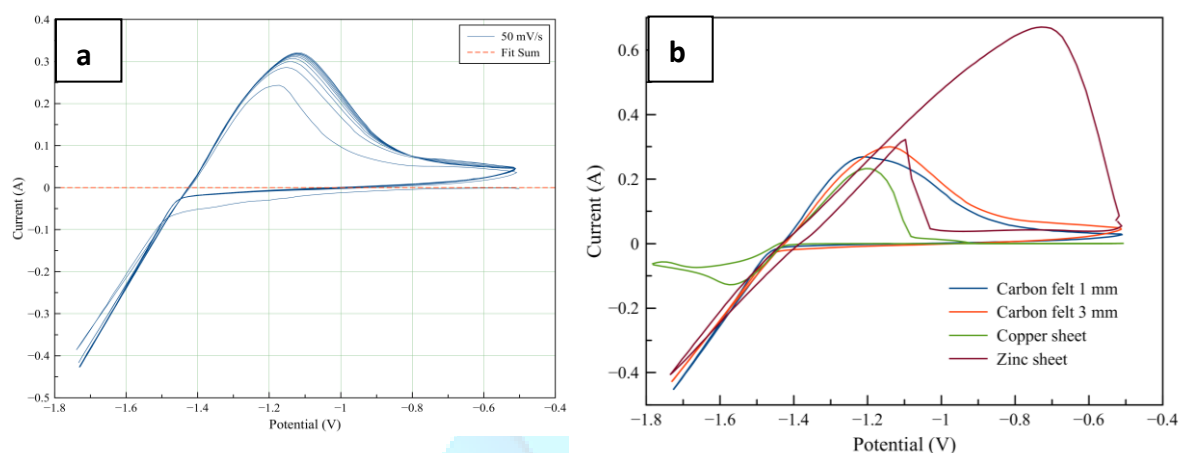 a
50 mV/s
Fit Sum
0.4
0.3
0.2
0.1
0
−0.1
−0.2
−0.3
−0.4
−0.5
Current (A)
−1.8 −1.6 −1.4 −1.2 −1 −0.8 −0.6 −0.4
Potential (V)
b
0.6
0.4
0.2
0
−0.2
−0.4
Current (A)
Carbon felt 1 mm
Carbon felt 3 mm
Copper sheet
Zinc sheet
−1.8 −1.6 −1.4 −1.2 −1 −0.8 −0.6 −0.4
Potential (V)